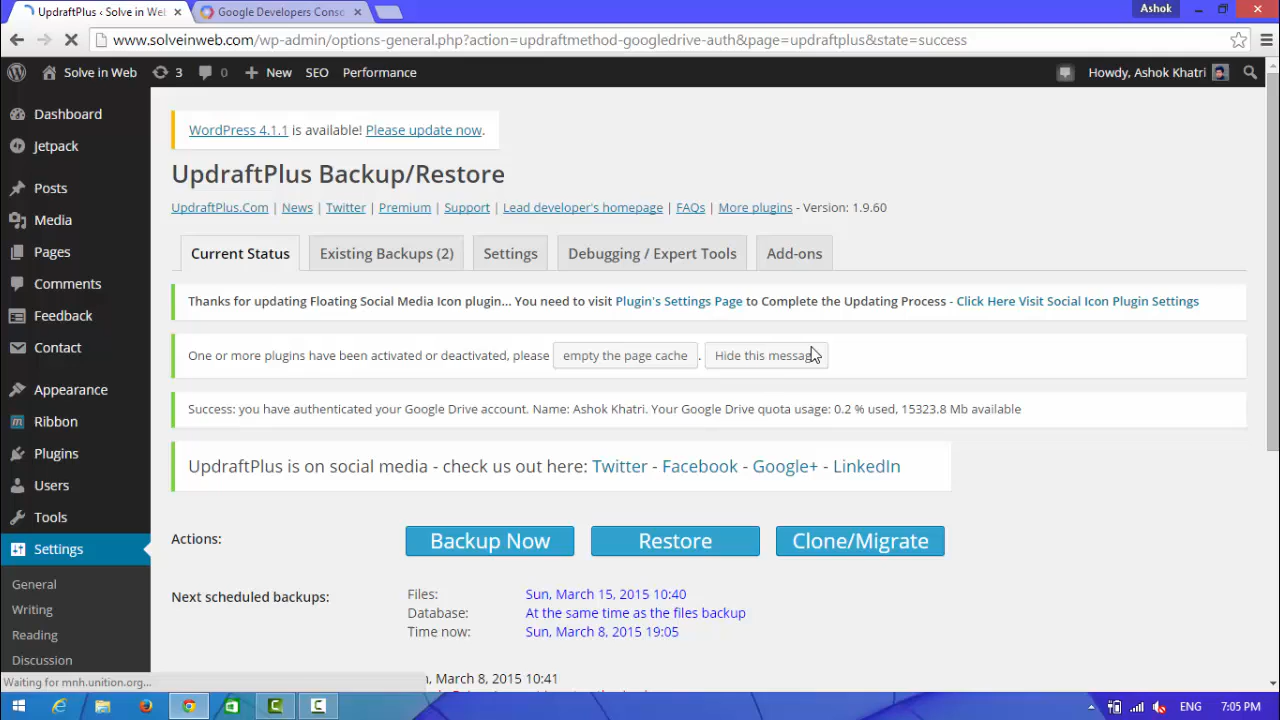 UpdraftPlus ‹ Solve in Web
Google Developers Conso
Ashok
www.solveinweb.com/wp-admin/options-general.php?action=updraftmethod-googledrive-auth&page=updraftplus&state=success
Solve in Web 3 0 New SEO Performance Howdy, Ashok Khatri
Dashboard
Jetpack
Posts
Media
Pages
Comments
Feedback
Contact
Appearance
Ribbon
Plugins
Users
Tools
Settings
General
Writing
Reading
Discussion
WordPress 4.1.1 is available! Please update now.
UpdraftPlus Backup/Restore
UpdraftPlus.Com | News | Twitter | Premium | Support | Lead developer's homepage | FAQs | More plugins - Version: 1.9.60
Current Status Existing Backups (2) Settings Debugging / Expert Tools Add-ons
Thanks for updating Floating Social Media Icon plugin... You need to visit Plugin's Settings Page to Complete the Updating Process - Click Here Visit Social Icon Plugin Settings
One or more plugins have been activated or deactivated, please empty the page cache . Hide this message
Success: you have authenticated your Google Drive account. Name: Ashok Khatri. Your Google Drive quota usage: 0.2 % used, 15323.8 Mb available
UpdraftPlus is on social media - check us out here: Twitter - Facebook - Google+ - LinkedIn
Actions: Backup Now Restore Clone/Migrate
Next scheduled backups: Files: Sun, March 15, 2015 10:40
Database: At the same time as the files backup
Time now: Sun, March 8, 2015 19:05
n, March 8, 2015 10:41
Waiting for mnh.unition.org...
ENG 7:05 PM